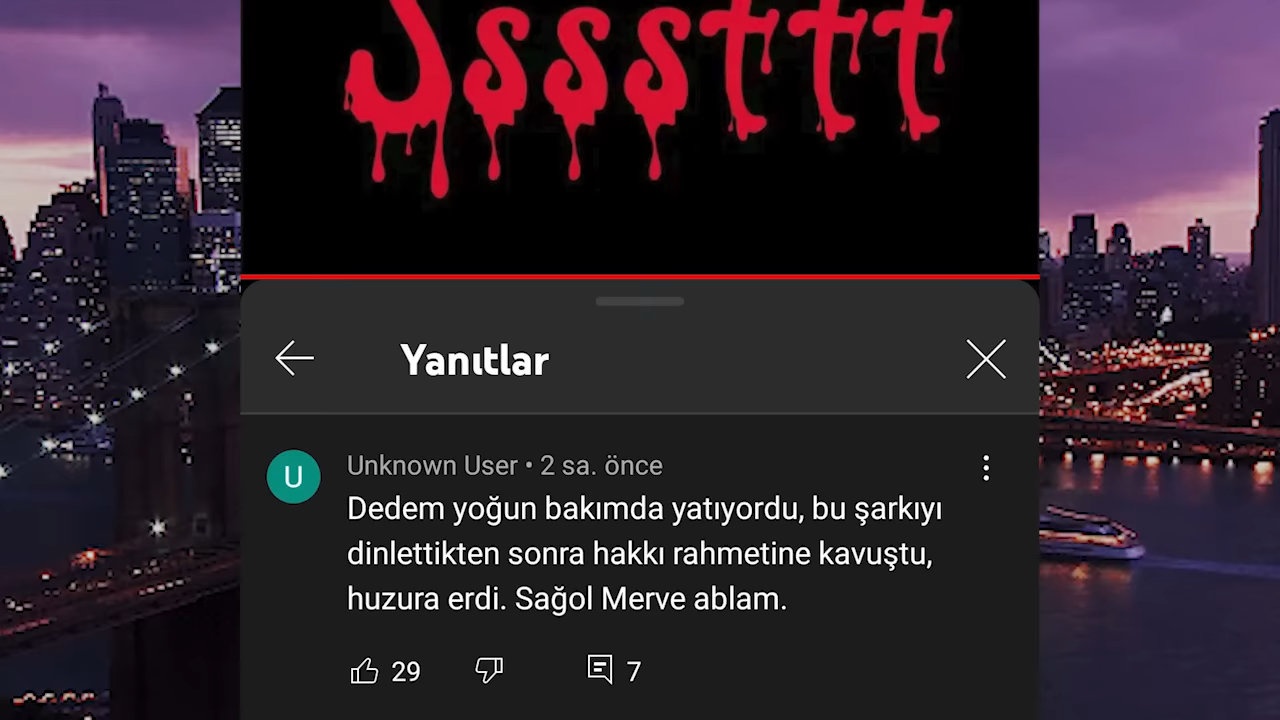 Ssssttt
Yanıtlar
U
Unknown User • 2 sa. önce
Dedem yoğun bakımda yatıyordu, bu şarkıyı
dinlettikten sonra hakkı rahmetine kavuştu,
huzura erdi. Sağol Merve ablam.
29
7